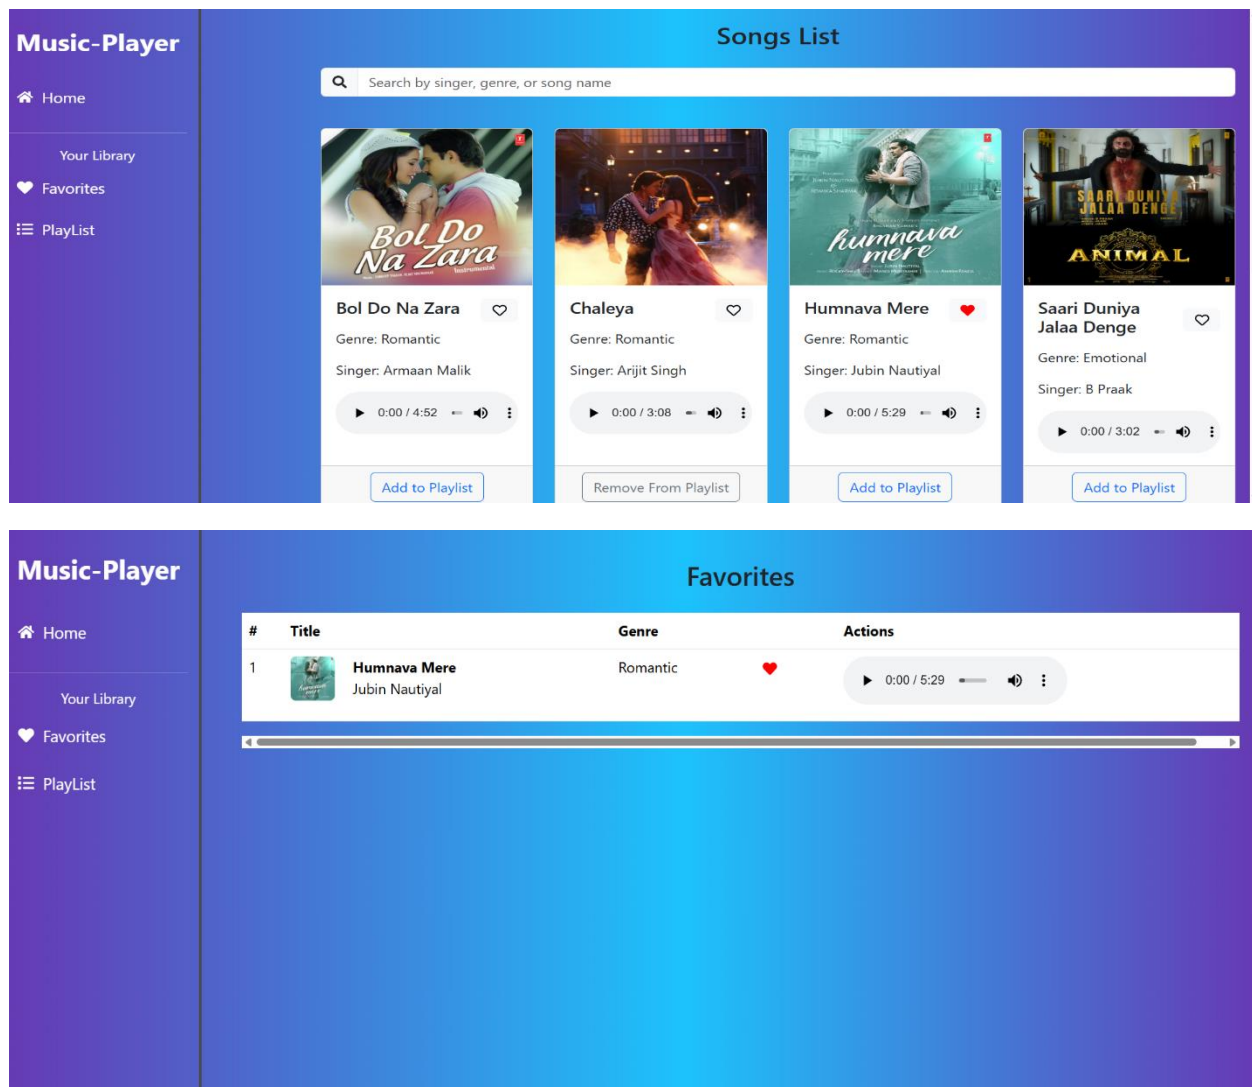 Music-Player
Home
Your Library
Favorites
PlayList
Songs List
Search by singer, genre, or song name
Bol Do
Na Zara
Instrumental
Bol Do Na Zara
Genre: Romantic
Singer: Armaan Malik
0:00 / 4:52
Add to Playlist
Chaleya
Genre: Romantic
Singer: Arijit Singh
0:00 / 3:08
Remove From Playlist
humnava
mere
Humnava Mere
Genre: Romantic
Singer: Jubin Nautiyal
0:00 / 5:29
Add to Playlist
SAARI DUNIYA
JALAA DENGE
ANIMAL
Saari Duniya
Jalaa Denge
Genre: Emotional
Singer: B Praak
0:00 / 3:02
Add to Playlist
Music-Player
Home
Your Library
Favorites
PlayList
Favorites
# Title Genre Actions
1 Humnava Mere Romantic 0:00 / 5:29
Jubin Nautiyal